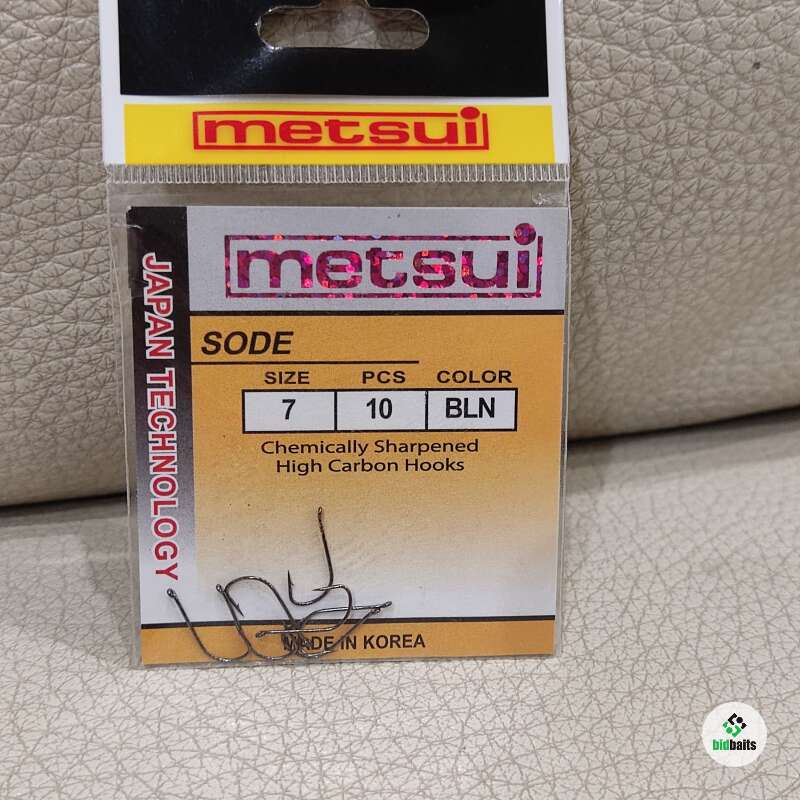 metsui
metsui
JAPAN TECHNOLOGY
SODE
SIZE PCS COLOR
7 10 BLN
Chemically Sharpened
High Carbon Hooks
MADE IN KOREA
bidbaits